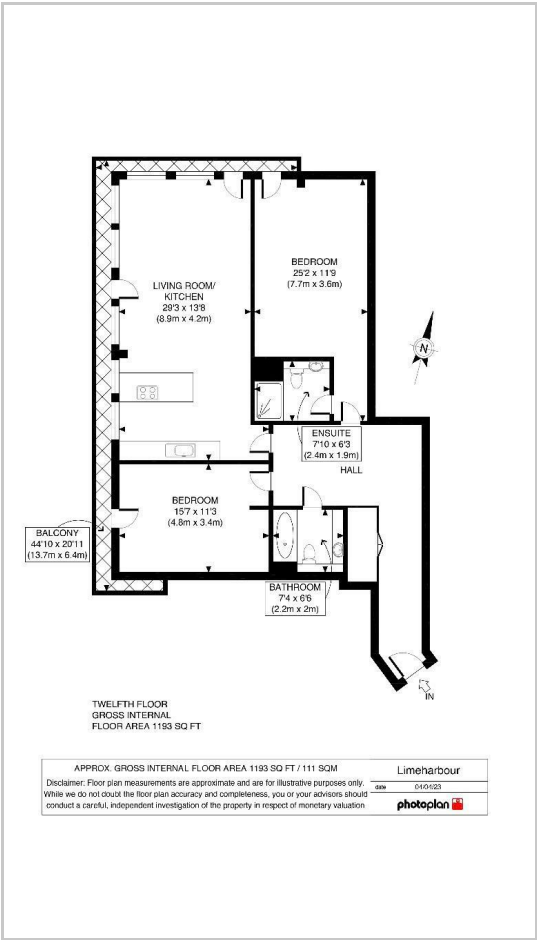 BEDROOM
25'2 x 11'9
(7.7m x 3.6m)
LIVING ROOM/
KITCHEN
29'3 x 13'8
(8.9m x 4.2m)
N
ENSUITE
7'10 x 6'3
(2.4m x 1.9m)
HALL
BEDROOM
15'7 x 11'3
(4.8m x 3.4m)
BALCONY
44'10 x 20'11
(13.7m x 6.4m)
BATHROOM
7'4 x 6'6
(2.2m x 2m)
IN
TWELFTH FLOOR
GROSS INTERNAL
FLOOR AREA 1193 SQ FT
APPROX. GROSS INTERNAL FLOOR AREA 1193 SQ FT / 111 SQM
Disclaimer: Floor plan measurements are approximate and are for illustrative purposes only.
While we do not doubt the floor plan accuracy and completeness, you or your advisors should
conduct a careful, independent investigation of the property in respect of monetary valuation
Limeharbour
date 04/04/23
photoplan